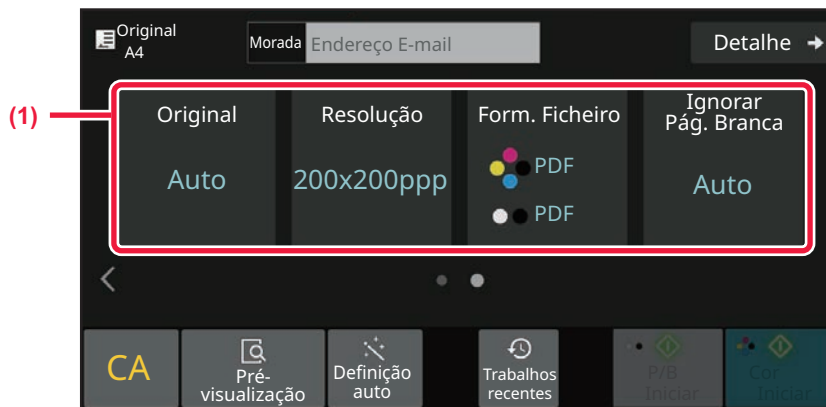 Original
A4
Morada Endereço E-mail
Detalhe
(1)
Original
Resolução
Form. Ficheiro
Ignorar
Pág. Branca
Auto
200x200ppp
PDF
PDF
Auto
CA
Pré-
visualização
Definição
auto
Trabalhos
recentes
P/B
Iniciar
Cor
Iniciar